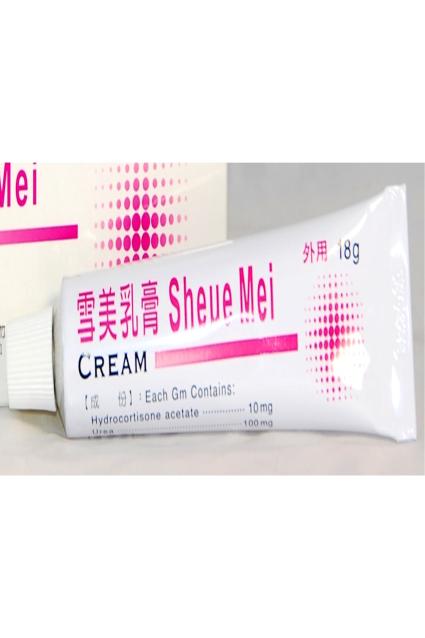 Mei
外用 18g
雪美乳膏 Sheue Mei
CREAM
【成 份】: Each Gm Contains:
Hydrocortisone acetate ·············· 10mg
Urea ·············· 100mg